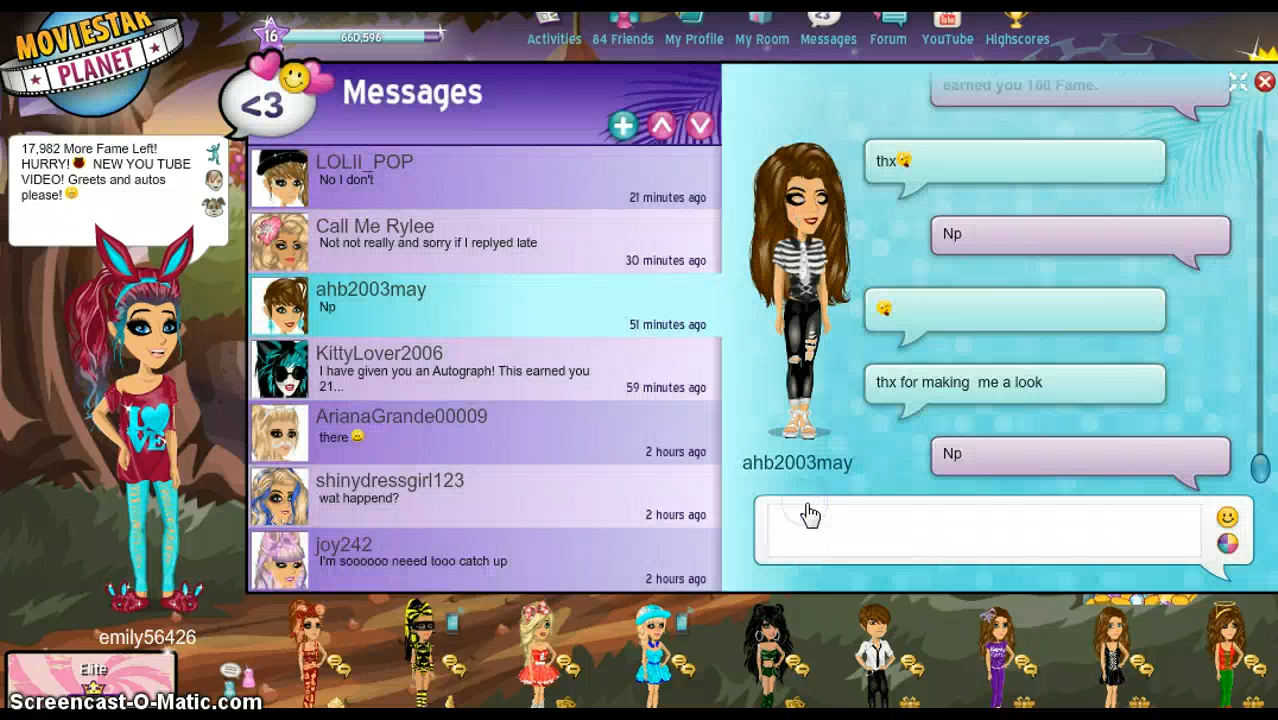 MOVIESTAR
PLANET
16
660,596
Activities
84 Friends
My Profile
My Room
Messages
Forum
YouTube
Highscores
<3
Messages
17,982 More Fame Left!
HURRY! NEW YOU TUBE
VIDEO! Greets and autos
please!
LOLII_POP
No I don't
21 minutes ago
Call Me Rylee
Not not really and sorry if I replyed late
30 minutes ago
ahb2003may
Np
51 minutes ago
KittyLover2006
I have given you an Autograph! This earned you
21...
59 minutes ago
ArianaGrande00009
there
2 hours ago
shinydressgirl123
wat happend?
2 hours ago
joy242
I'm soooooo neeed tooo catch up
2 hours ago
earned you 160 Fame.
thx
Np
thx for making me a look
Np
ahb2003may
LOVE
emily56426
Elite
Screencast-O-Matic.com